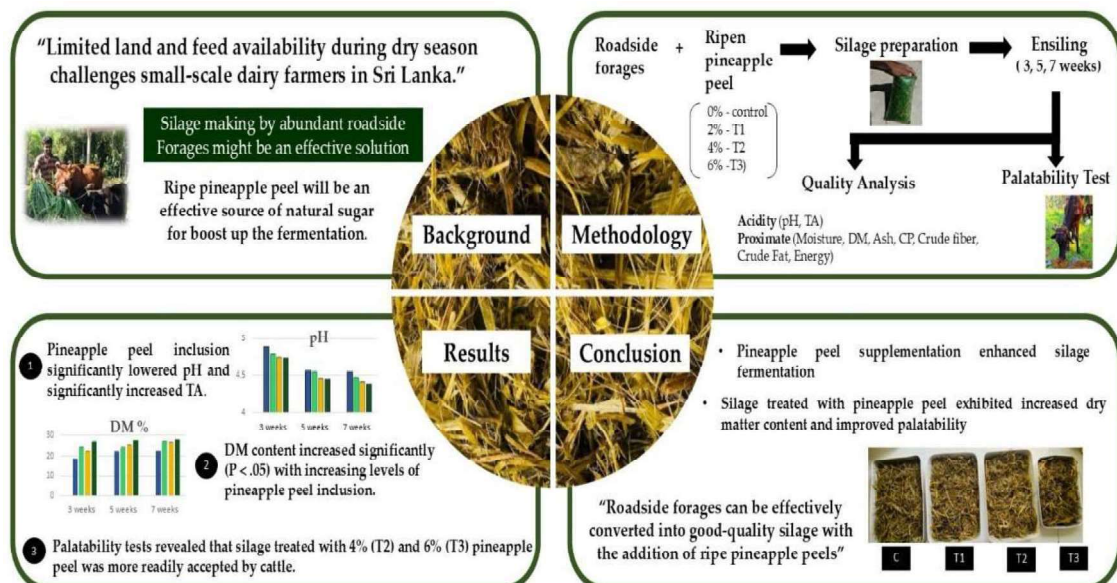 “Limited land and feed availability during dry season
challenges small-scale dairy farmers in Sri Lanka.”
Silage making by abundant roadside
Forages might be an effective solution
Ripe pineapple peel will be an
effective source of natural sugar
for boost up the fermentation.
Background
Roadside
forages
+
Ripen
pineapple
peel
0% - control
2% - T1
4% - T2
6% -T3)
Silage preparation
Ensiling
( 3, 5, 7 weeks)
Quality Analysis
Palatability Test
Acidity (pH, TA)
Proximate (Moisture, DM, Ash, CP, Crude fiber,
Crude Fat, Energy)
Methodology
Results
1
Pineapple peel inclusion
significantly lowered pH and
significantly increased TA.
pH
5
4.5
4
3 weeks 5 weeks 7 weeks
DM %
30
20
10
0
3 weeks 5 weeks 7 weeks
2
DM content increased significantly
(P < .05) with increasing levels of
pineapple peel inclusion.
3
Palatability tests revealed that silage treated with 4% (T2) and 6% (T3) pineapple
peel was more readily accepted by cattle.
Conclusion
• Pineapple peel supplementation enhanced silage
fermentation
• Silage treated with pineapple peel exhibited increased dry
matter content and improved palatability
“Roadside forages can be effectively
converted into good-quality silage with
the addition of ripe pineapple peels”
C T1 T2 T3